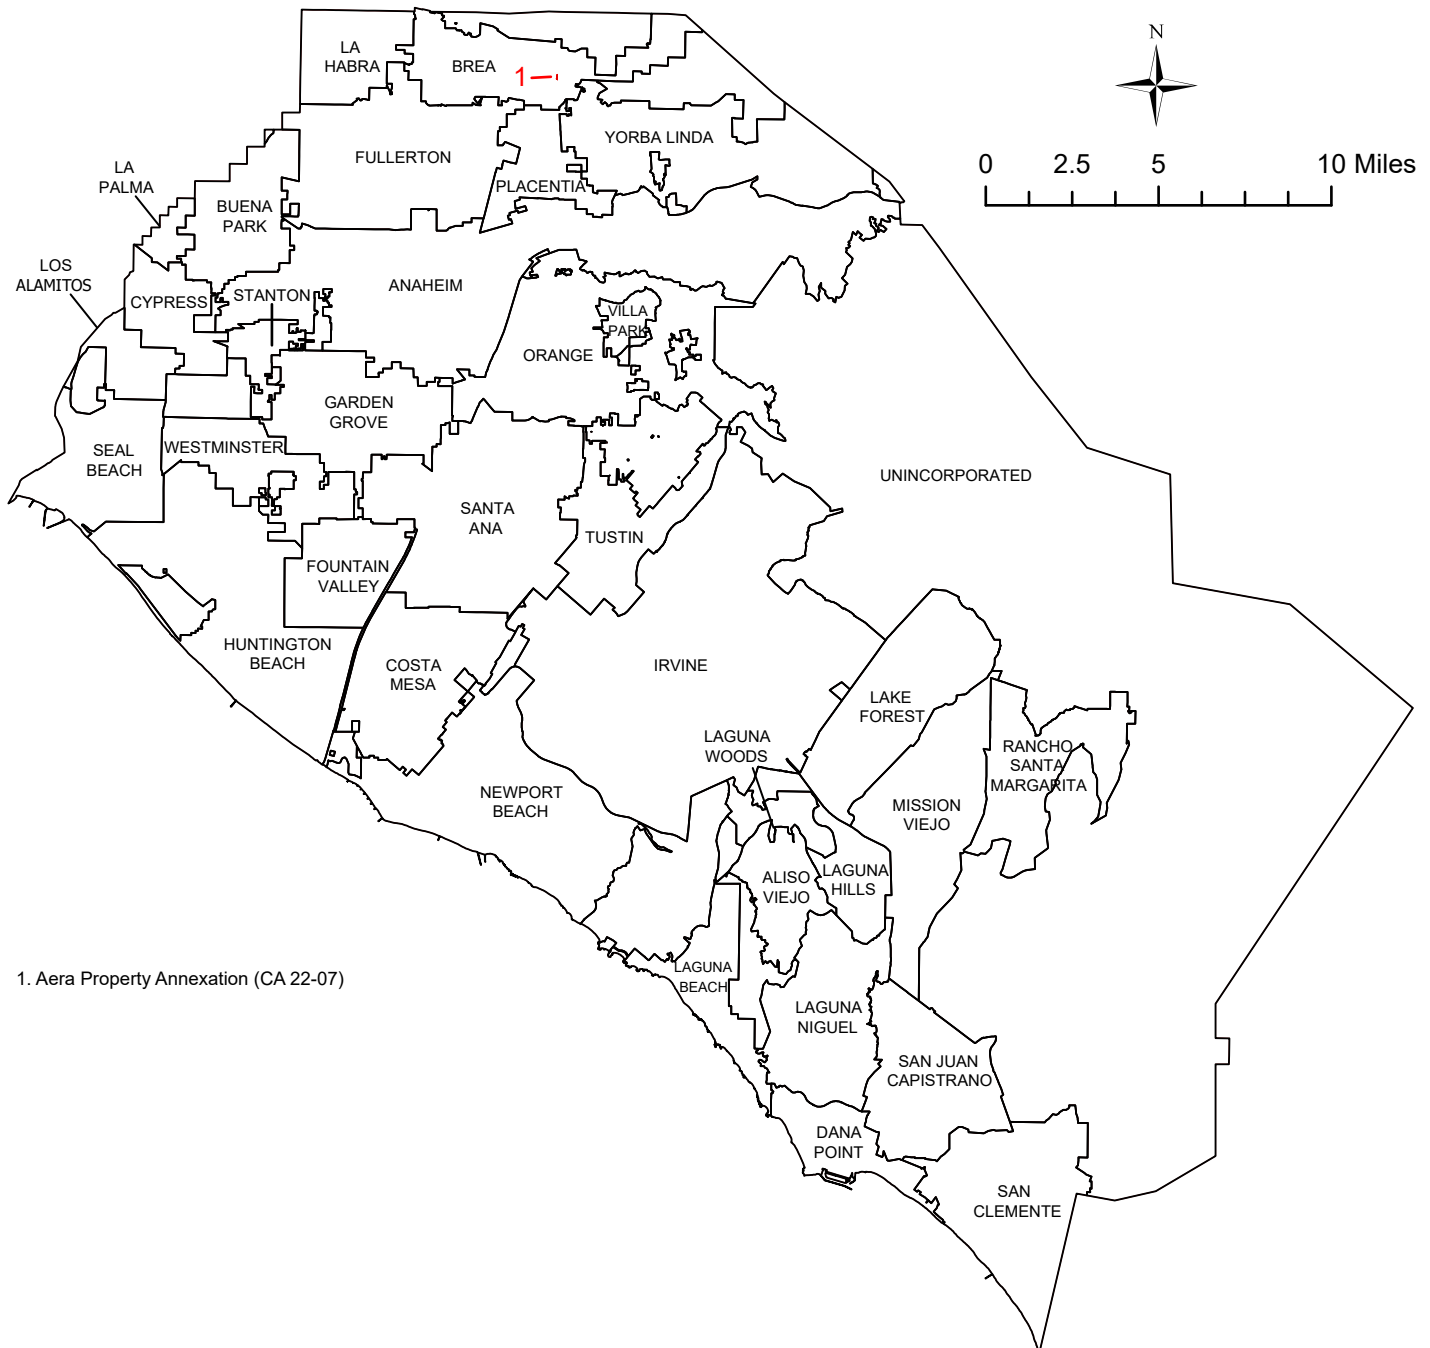 N
0 2.5 5 10 Miles
LA
HABRA
BREA
1
FULLERTON
YORBA LINDA
PLACENTIA
LA
PALMA
BUENA
PARK
LOS
ALAMITOS
CYPRESS
STANTON
ANAHEIM
VILLA
PARK
ORANGE
GARDEN
GROVE
SEAL
BEACH
WESTMINSTER
UNINCORPORATED
SANTA
ANA
TUSTIN
FOUNTAIN
VALLEY
HUNTINGTON
BEACH
COSTA
MESA
IRVINE
LAKE
FOREST
LAGUNA
WOODS
RANCHO
SANTA
MARGARITA
NEWPORT
BEACH
MISSION
VIEJO
ALISO
VIEJO
LAGUNA
HILLS
LAGUNA
BEACH
1. Aera Property Annexation (CA 22-07)
LAGUNA
NIGUEL
SAN JUAN
CAPISTRANO
DANA
POINT
SAN
CLEMENTE